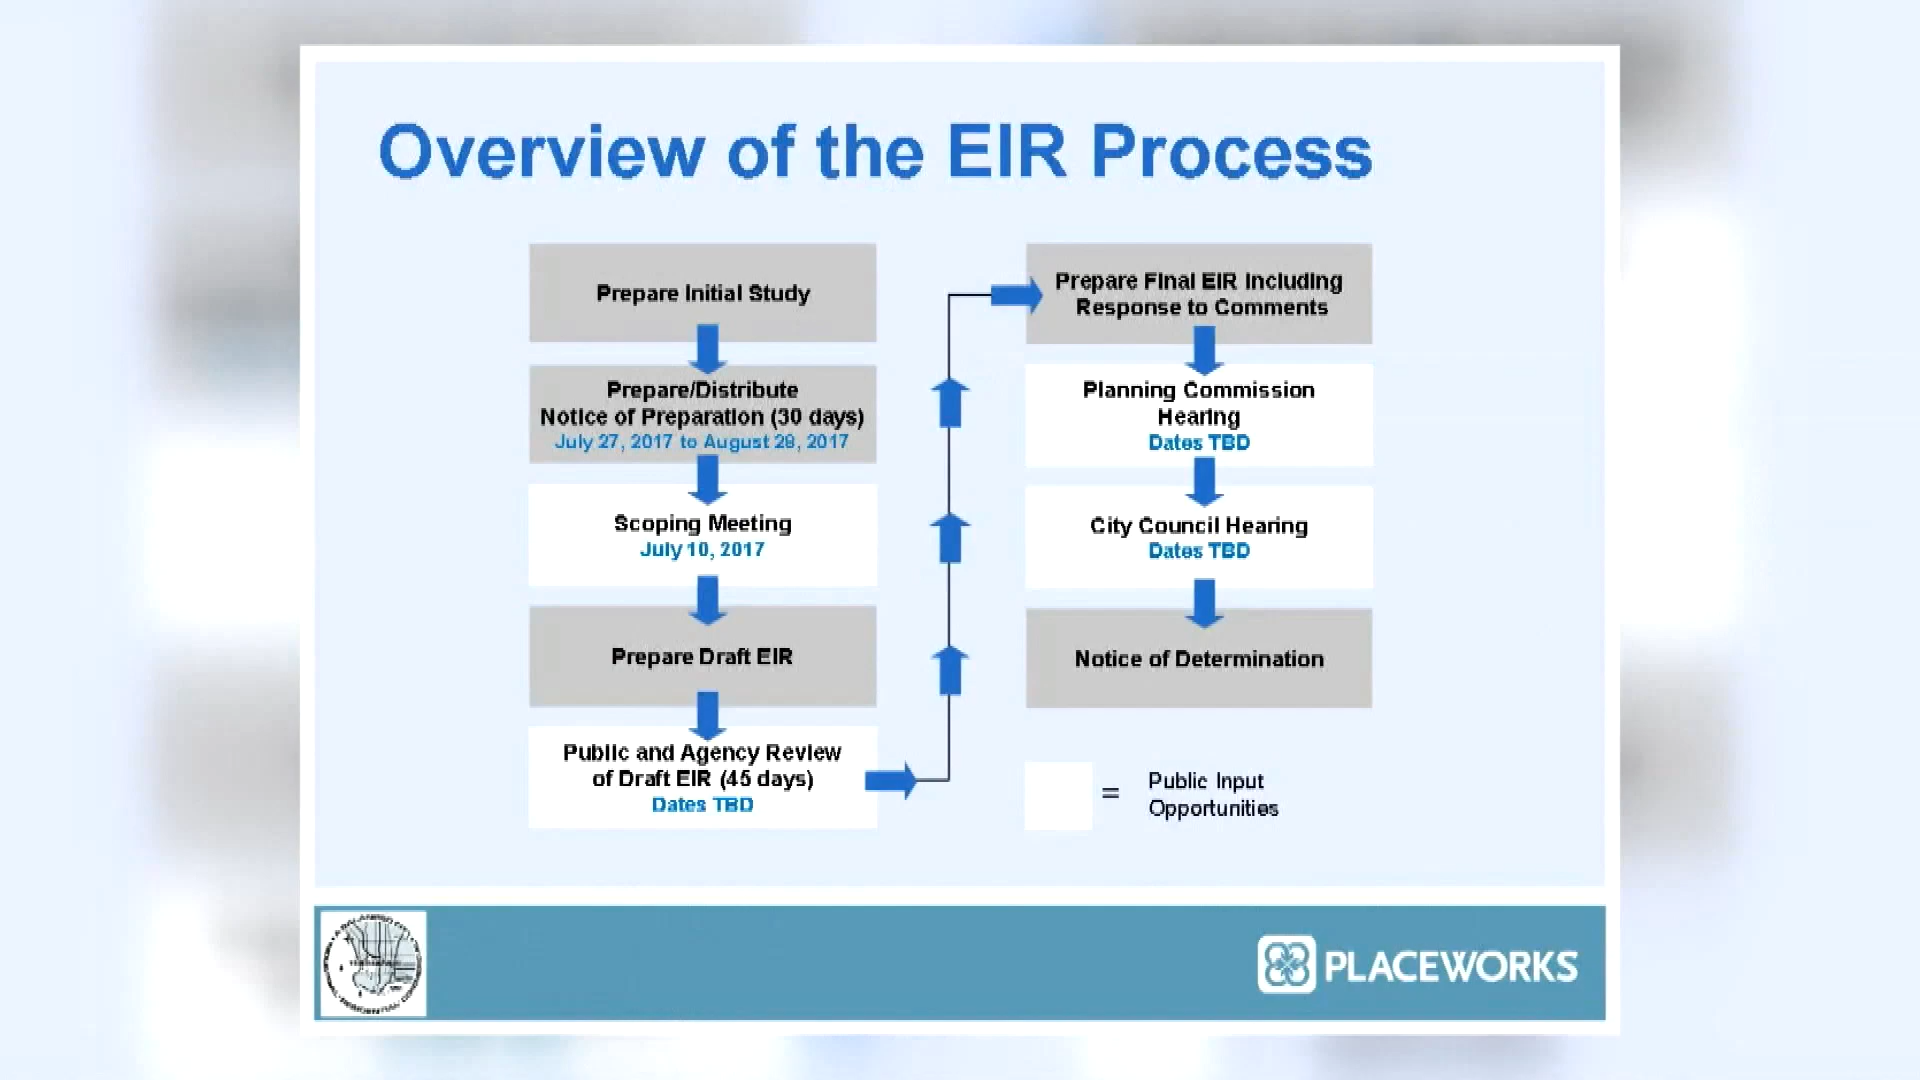 Overview of the EIR Process
Prepare Initial Study
Prepare/Distribute
Notice of Preparation (30 days)
July 27, 2017 to August 28, 2017
Scoping Meeting
July 10, 2017
Prepare Draft EIR
Public and Agency Review
of Draft EIR (45 days)
Dates TBD
Prepare Final EIR Including
Response to Comments
Planning Commission
Hearing
Dates TBD
City Council Hearing
Dates TBD
Notice of Determination
=
Public Input
Opportunities
PLACEWORKS